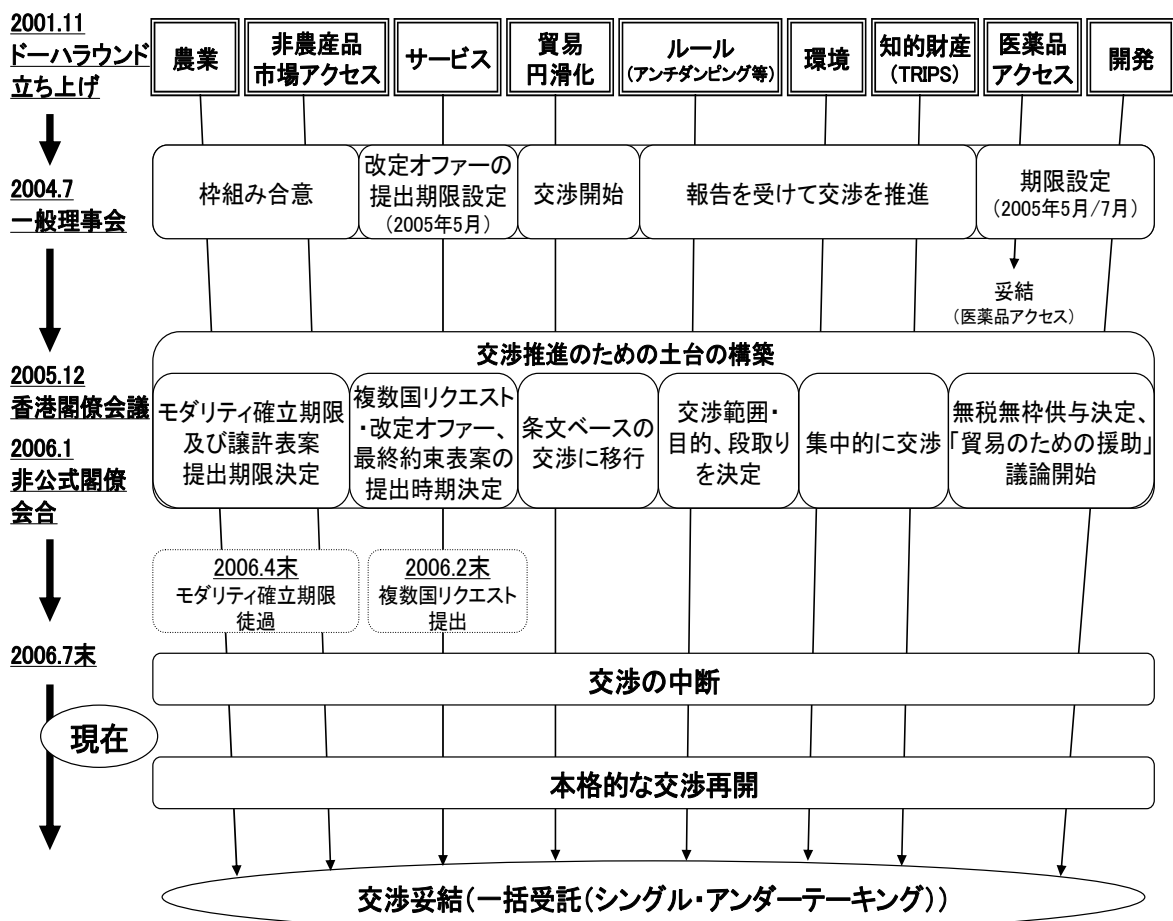 2001.11
ドーハラウンド
立ち上げ
農業
非農産品
市場アクセス
サービス
貿易
円滑化
ルール
(アンチダンピング等)
環境
知的財産
(TRIPS)
医薬品
アクセス
開発
2004.7
一般理事会
枠組み合意
改定オファーの
提出期限設定
(2005年5月)
交渉開始
報告を受けて交渉を推進
期限設定
(2005年5月/7月)
妥結
(医薬品アクセス)
2005.12
香港閣僚会議
2006.1
非公式閣僚
会合
交渉推進のための土台の構築
モダリティ確立期限
及び譲許表案
提出期限決定
複数国リクエスト
・改定オファー、
最終約束表案の
提出時期決定
条文ベースの
交渉に移行
交渉範囲・
目的、段取り
を決定
集中的に交渉
無税無枠供与決定、
「貿易のための援助」
議論開始
2006.4末
モダリティ確立期限
徒過
2006.2末
複数国リクエスト
提出
2006.7末
交渉の中断
現在
本格的な交渉再開
交渉妥結(一括受託(シングル・アンダーテーキング))